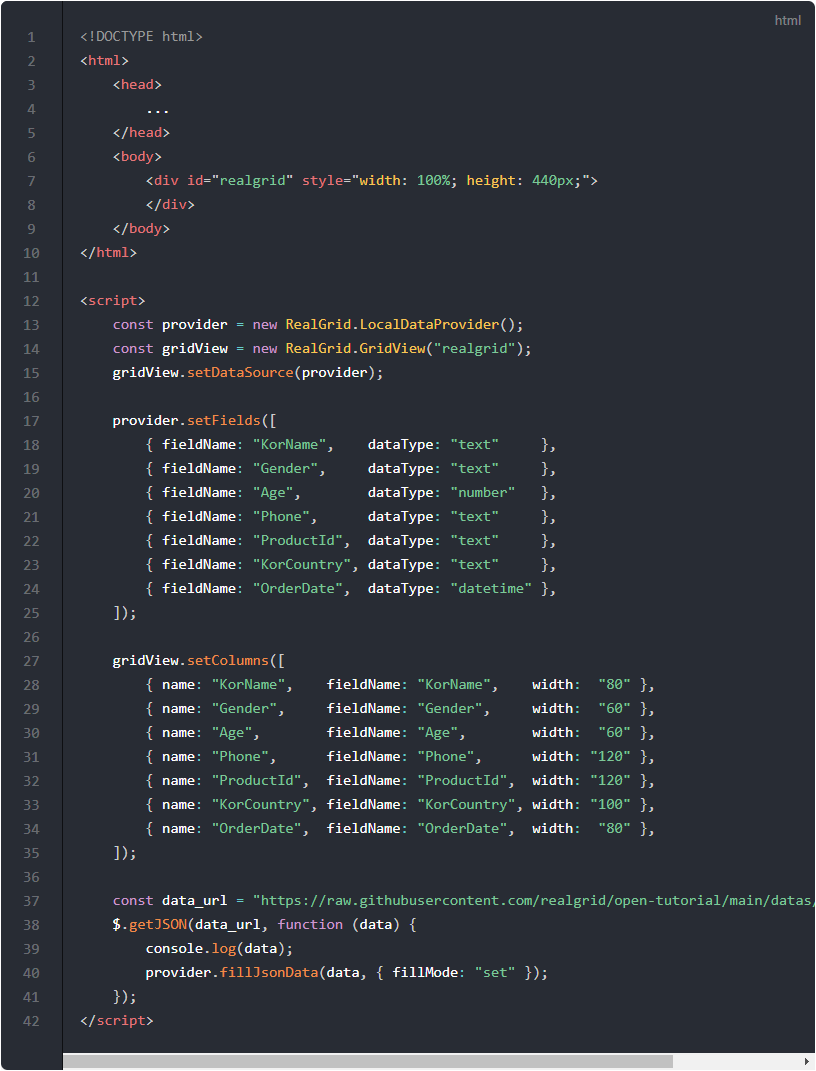 html
1 <!DOCTYPE html>
2 <html>
3     <head>
4         ...
5     </head>
6     <body>
7         <div id="realgrid" style="width: 100%; height: 440px;">
8         </div>
9     </body>
10 </html>
11
12 <script>
13     const provider = new RealGrid.LocalDataProvider();
14     const gridView = new RealGrid.GridView("realgrid");
15     gridView.setDataSource(provider);
16
17     provider.setFields([
18         { fieldName: "KorName",    dataType: "text"     },
19         { fieldName: "Gender",     dataType: "text"     },
20         { fieldName: "Age",        dataType: "number"   },
21         { fieldName: "Phone",      dataType: "text"     },
22         { fieldName: "ProductId",  dataType: "text"     },
23         { fieldName: "KorCountry", dataType: "text"     },
24         { fieldName: "OrderDate",  dataType: "datetime" },
25     ]);
26
27     gridView.setColumns([
28         { name: "KorName",    fieldName: "KorName",    width:  "80" },
29         { name: "Gender",     fieldName: "Gender",     width:  "60" },
30         { name: "Age",        fieldName: "Age",        width:  "60" },
31         { name: "Phone",      fieldName: "Phone",      width: "120" },
32         { name: "ProductId",  fieldName: "ProductId",  width: "120" },
33         { name: "KorCountry", fieldName: "KorCountry", width: "100" },
34         { name: "OrderDate",  fieldName: "OrderDate",  width:  "80" },
35     ]);
36
37     const data_url = "https://raw.githubusercontent.com/realgrid/open-tutorial/main/datas/
38     $.getJSON(data_url, function (data) {
39         console.log(data);
40         provider.fillJsonData(data, { fillMode: "set" });
41     });
42 </script>